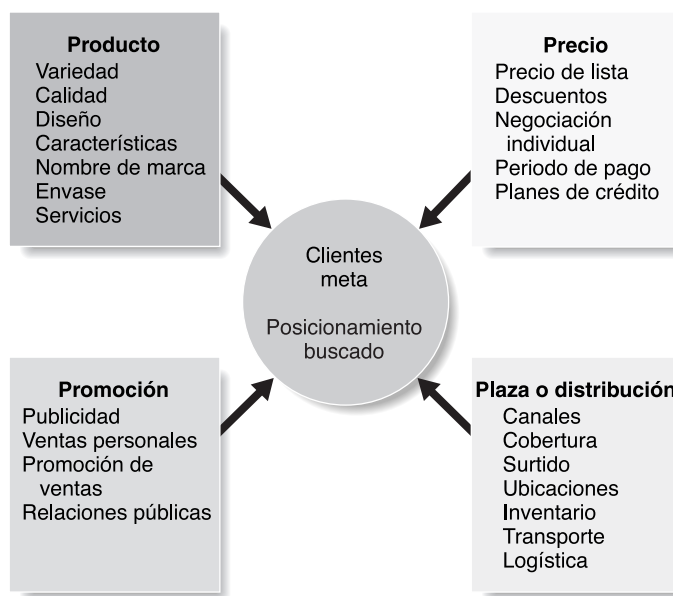 Producto
Variedad
Calidad
Diseño
Características
Nombre de marca
Envase
Servicios
Precio
Precio de lista
Descuentos
Negociación
individual
Periodo de pago
Planes de crédito
Clientes
meta
Posicionamiento
buscado
Promoción
Publicidad
Ventas personales
Promoción de
ventas
Relaciones públicas
Plaza o distribución
Canales
Cobertura
Surtido
Ubicaciones
Inventario
Transporte
Logística